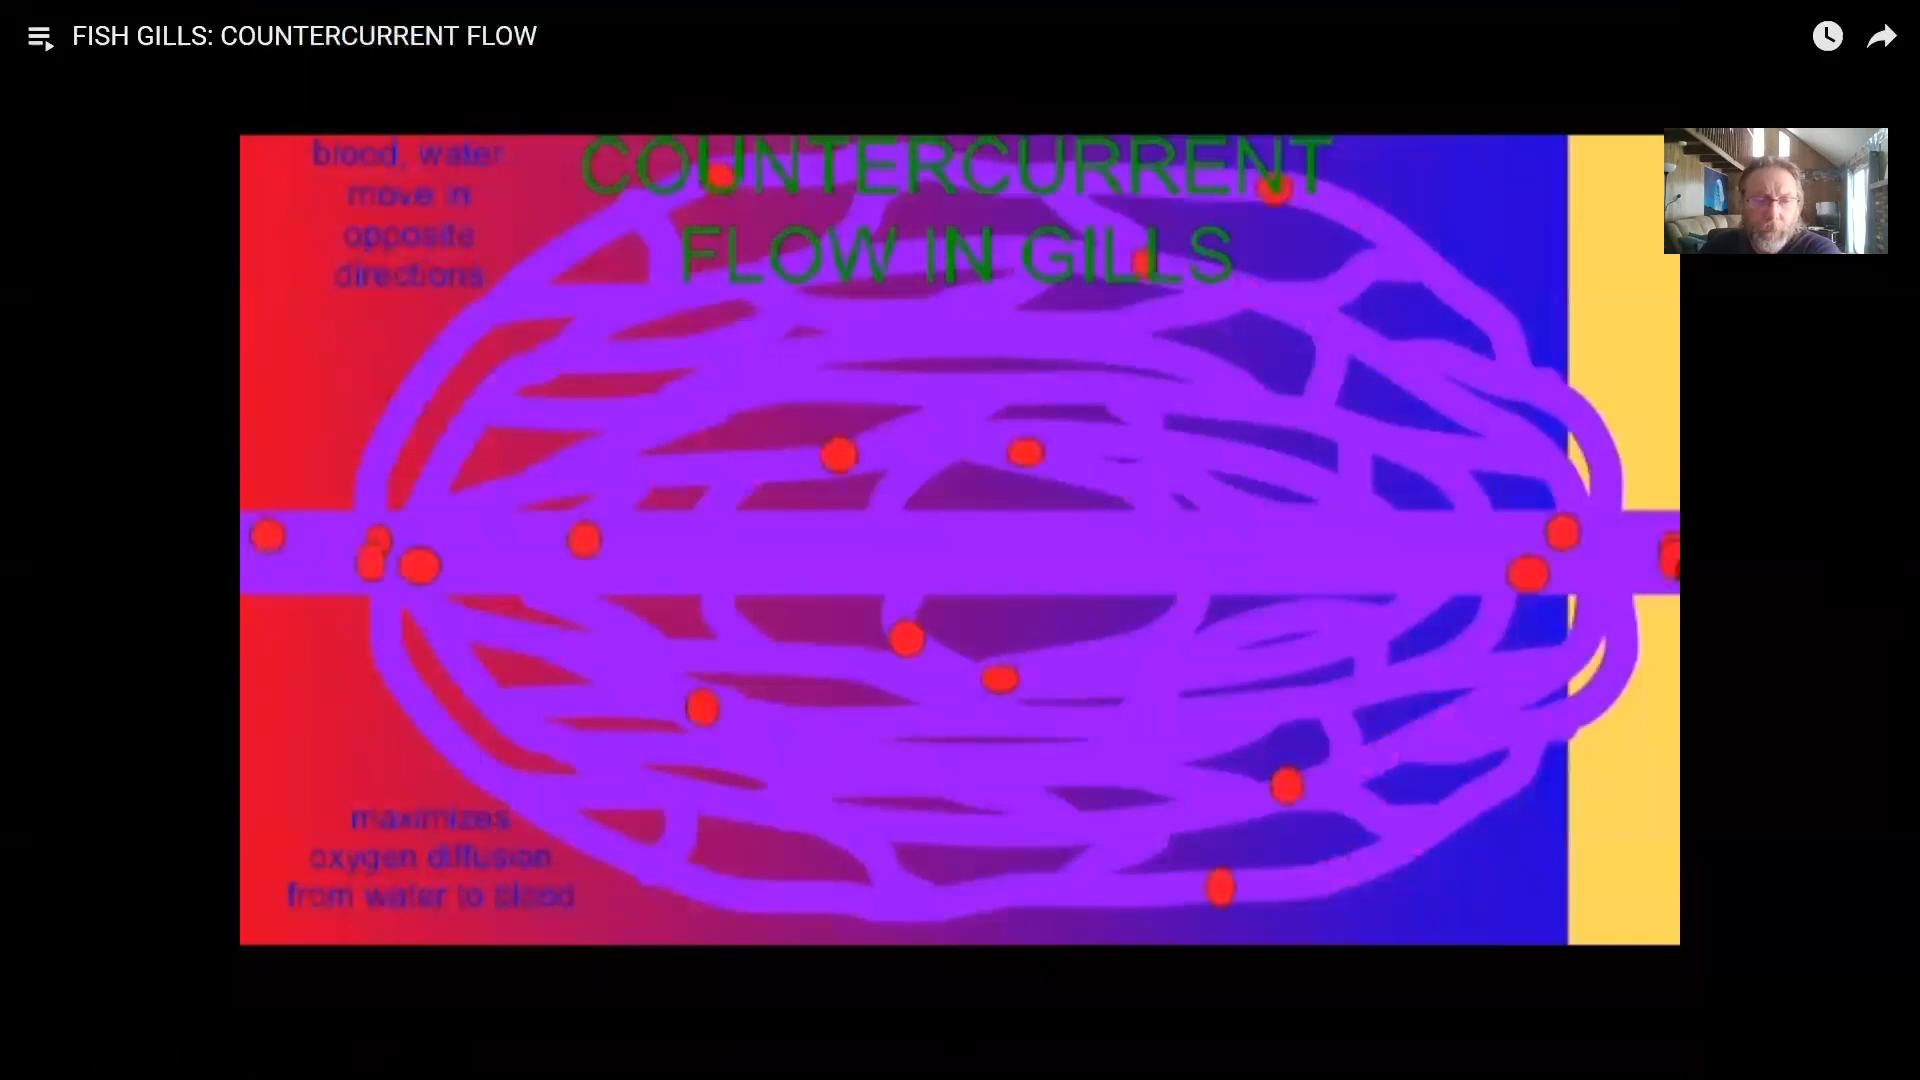 FISH GILLS: COUNTERCURRENT FLOW
blood, water
move in
opposite
directions
COUNTERCURRENT
FLOW IN GILLS
maximizes
oxygen diffusion
from water to blood